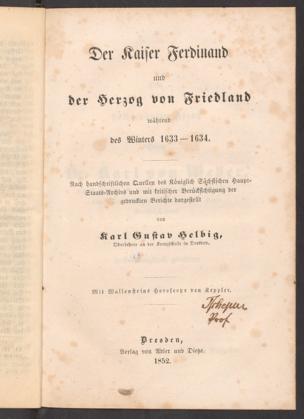 Der Kaiser Ferdinand
und
der Herzog von Friedland
während
des Winters 1633—1634.
Nach handschriftlichen Quellen des Königlich Sächsischen Haupt-
Staats-Archivs und mit kritischer Berücksichtigung der
gedruckten Berichte dargestellt
von
Karl Gustav Helbig,
Oberlehrer an der Kreuzschule in Dresden.
Mit Wallensteins Horoscope von Keppler.
Prof
Dresden,
Verlag von Adler und Dietze.
1852.